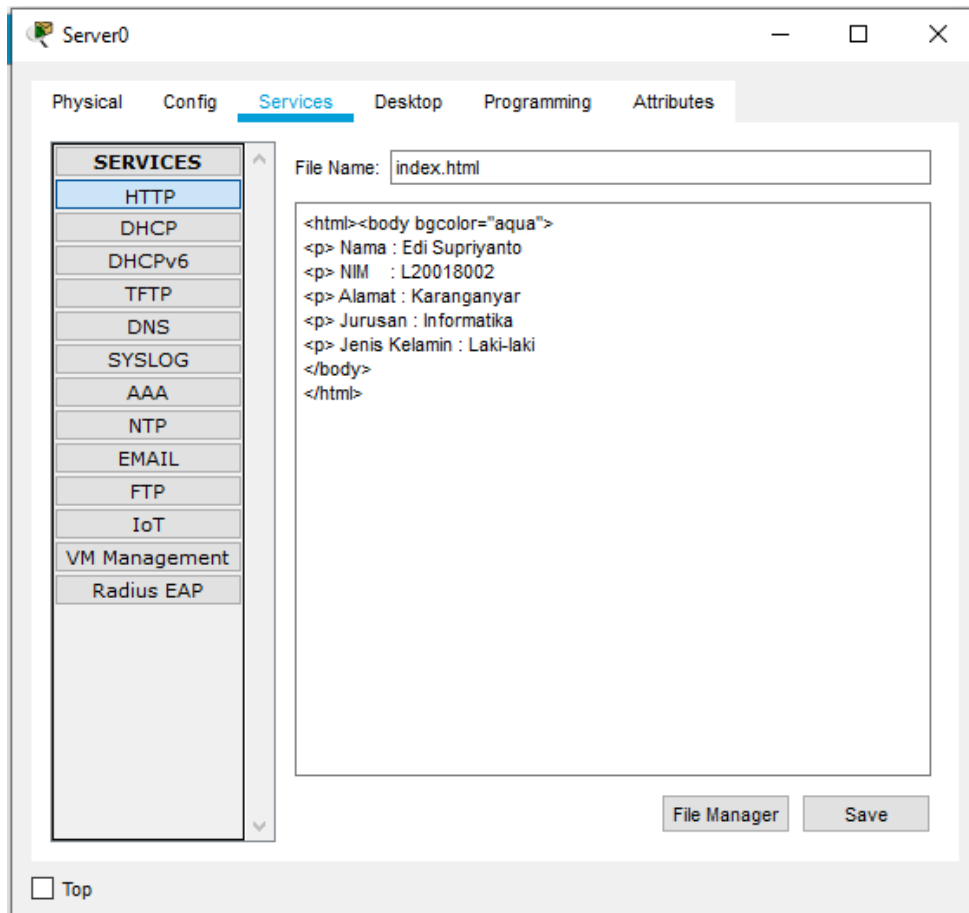 Server0
Physical Config Services Desktop Programming Attributes
SERVICES
HTTP
DHCP
DHCPv6
TFTP
DNS
SYSLOG
AAA
NTP
EMAIL
FTP
IoT
VM Management
Radius EAP
File Name: index.html
<html><body bgcolor="aqua">
<p> Nama : Edi Supriyanto
<p> NIM    : L20018002
<p> Alamat : Karanganyar
<p> Jurusan : Informatika
<p> Jenis Kelamin : Laki-laki
</body>
</html>
File Manager Save
Top